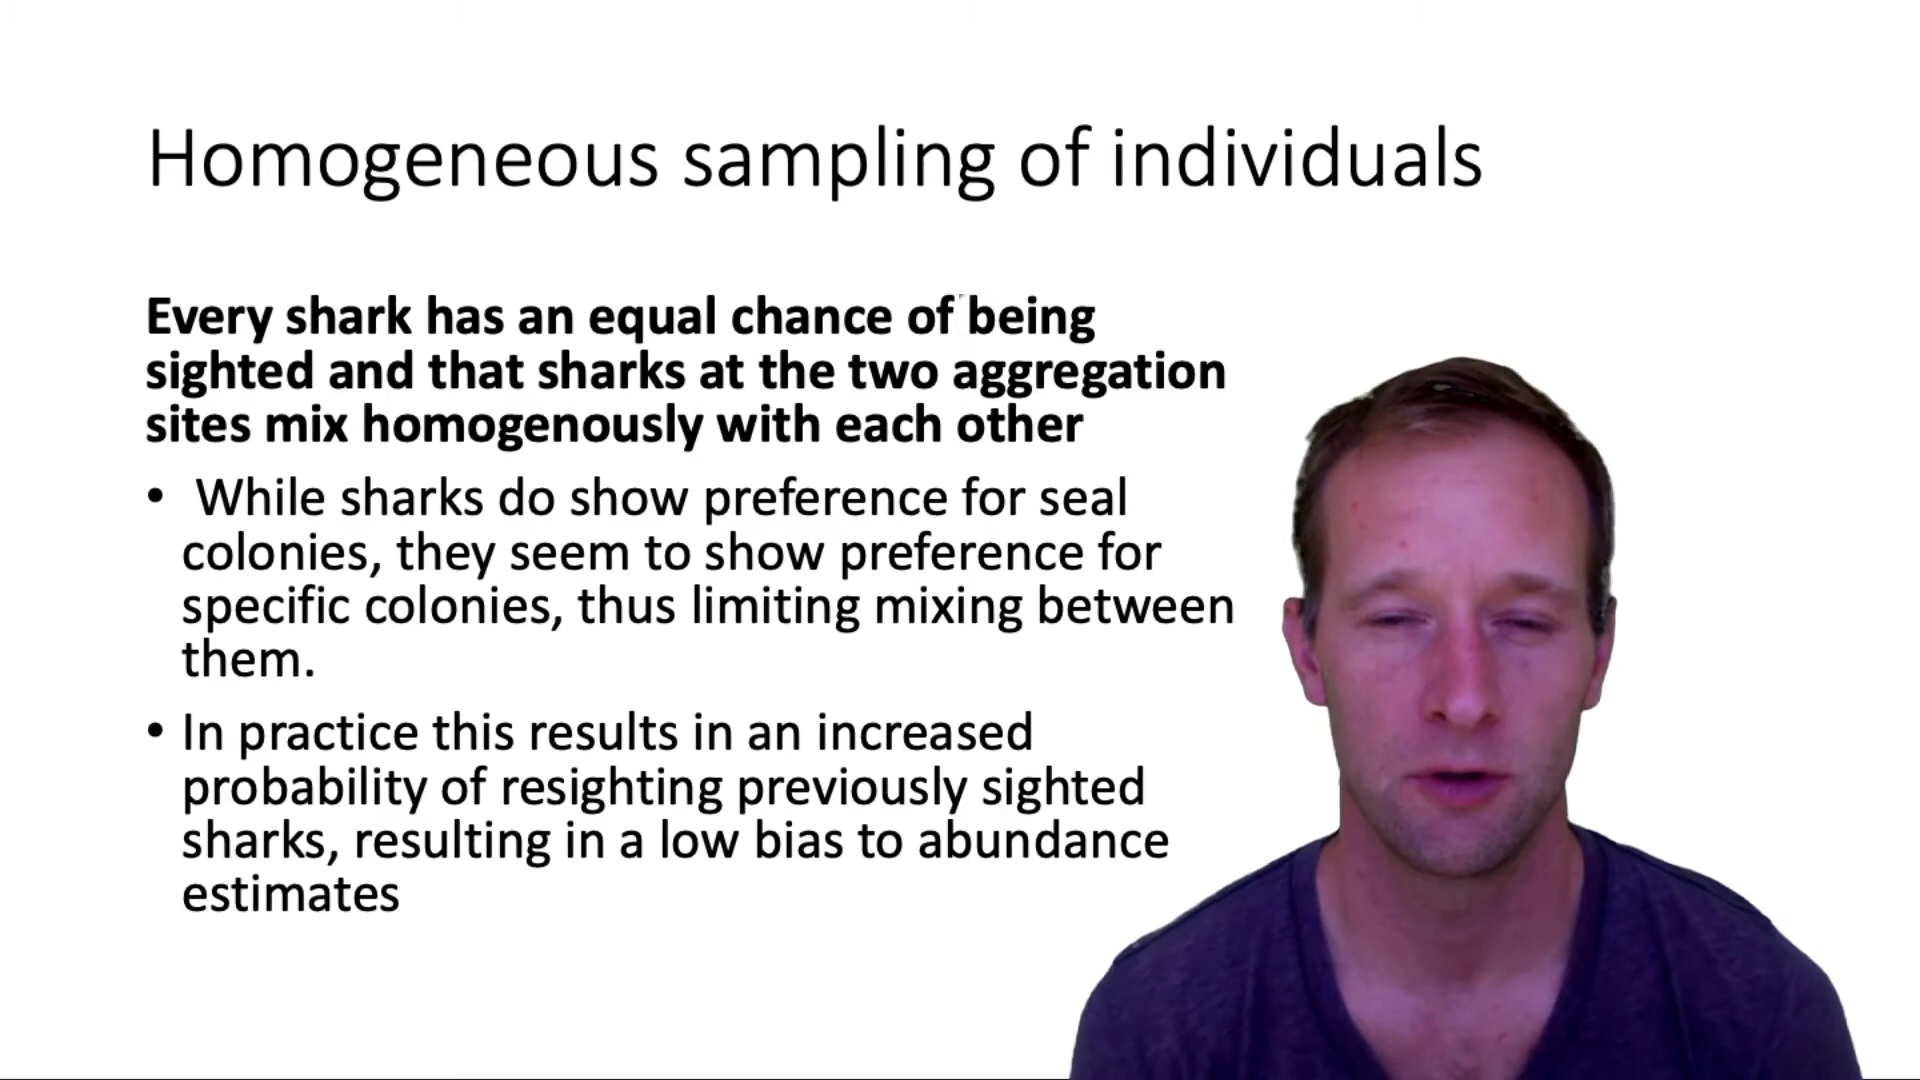 Homogeneous sampling of individuals
Every shark has an equal chance of being
sighted and that sharks at the two aggregation
sites mix homogenously with each other
• While sharks do show preference for seal
colonies, they seem to show preference for
specific colonies, thus limiting mixing between
them.
• In practice this results in an increased
probability of resighting previously sighted
sharks, resulting in a low bias to abundance
estimates